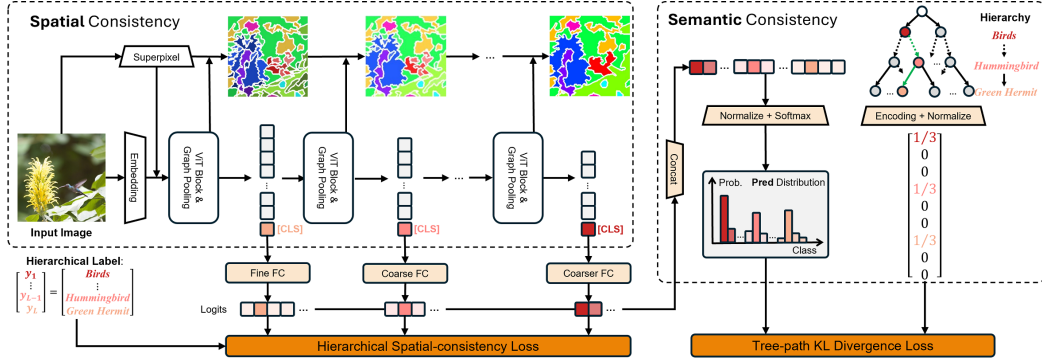 Spatial Consistency
Superpixel
...
Embedding
ViT Block &
Graph Pooling
ViT Block &
Graph Pooling
...
ViT Block &
Graph Pooling
Input Image
...
[CLS]
...
[CLS]
...
[CLS]
Hierarchical Label:
y1
⋮
yL−1
yL
=
Birds
⋮
Hummingbird
Green Hermit
Fine FC
Coarse FC
Coarser FC
Logits
...
...
...
Hierarchical Spatial-consistency Loss
Semantic Consistency
Concat
... ...
Normalize + Softmax
Prob. Pred Distribution
... ...
Class
Hierarchy
Birds
Hummingbird
Green Hermit
... ...
Encoding + Normalize
1/3
0
0
1/3
0
0
1/3
0
0
Tree-path KL Divergence Loss